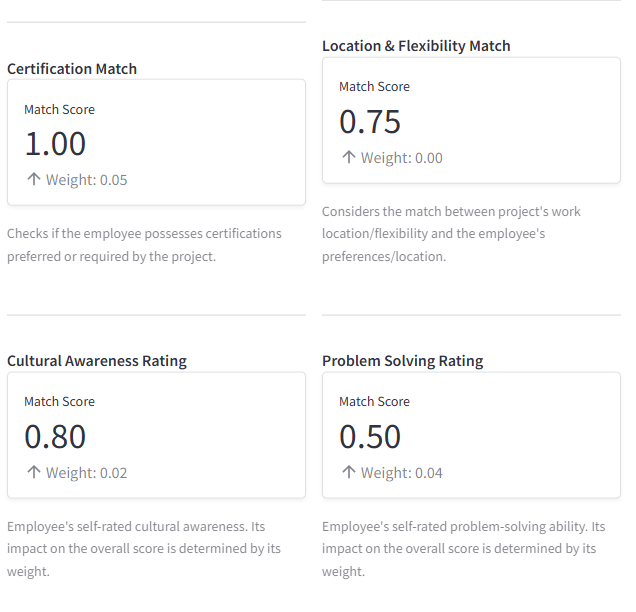 Certification Match
Match Score
1.00
↑ Weight: 0.05
Checks if the employee possesses certifications
preferred or required by the project.
Location & Flexibility Match
Match Score
0.75
↑ Weight: 0.00
Considers the match between project's work
location/flexibility and the employee's
preferences/location.
Cultural Awareness Rating
Match Score
0.80
↑ Weight: 0.02
Employee's self-rated cultural awareness. Its
impact on the overall score is determined by its
weight.
Problem Solving Rating
Match Score
0.50
↑ Weight: 0.04
Employee's self-rated problem-solving ability. Its
impact on the overall score is determined by its
weight.